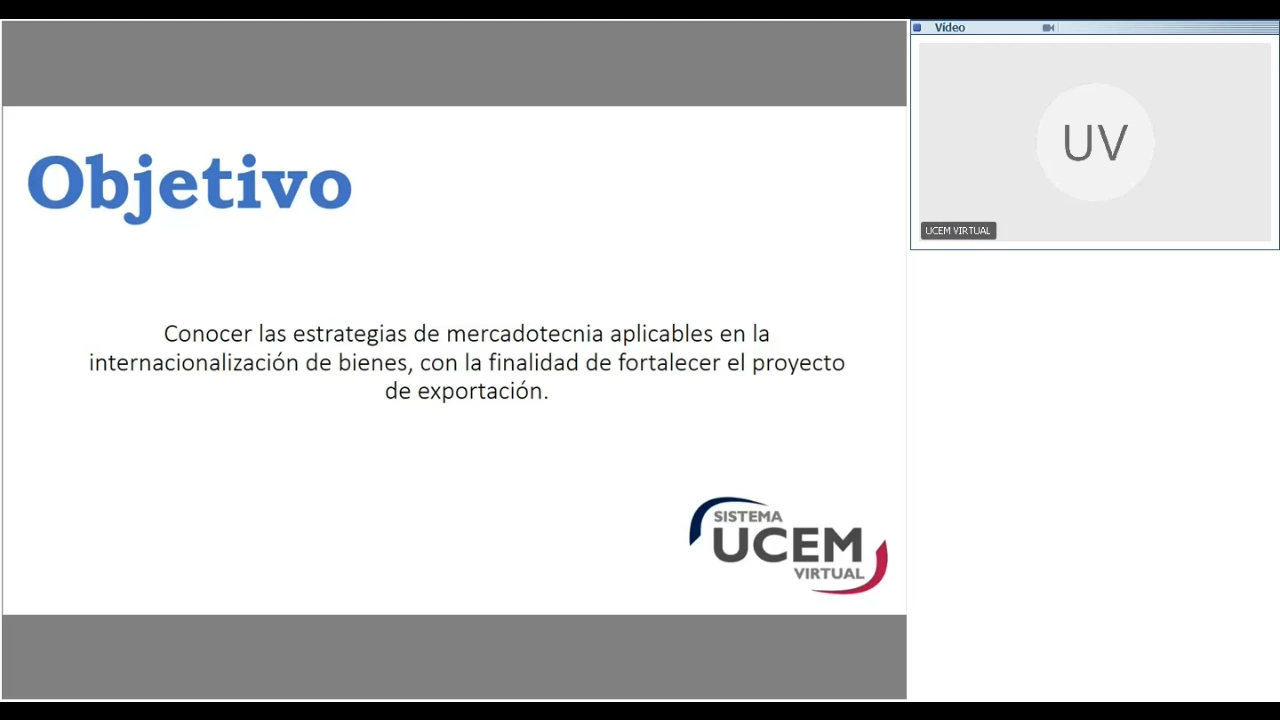 Vídeo
UV
UCEM VIRTUAL
Objetivo
Conocer las estrategias de mercadotecnia aplicables en la
internacionalización de bienes, con la finalidad de fortalecer el proyecto
de exportación.
SISTEMA
UCEM
VIRTUAL